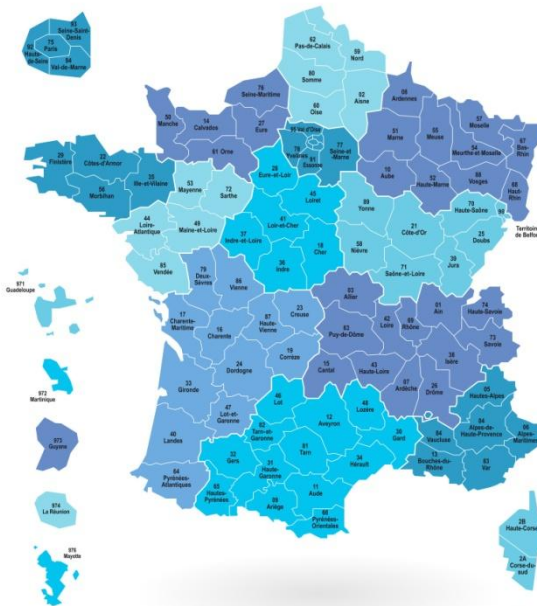 93
Seine-Saint-
Denis
92
Haute-
de-Seine
75
Paris
94
Val-de-Marne
62
Pas-de-Calais
59
Nord
80
Somme
60
Oise
02
Aisne
76
Seine-Maritime
27
Eure
50
Manche
14
Calvados
61 Orne
08
Ardennes
51
Marne
55
Meuse
57
Moselle
54
Meurthe et Moselle
67
Bas-
Rhin
68
Haut-
Rhin
88
Vosges
52
Haute-Marne
10
Aube
95 Val d'Oise
78
Yvelines
91
Essonne
77
Seine-et
-Marne
29
Finistère
22
Côtes-d'Armor
56
Morbihan
35
Ille-et-Vilaine
53
Mayenne
72
Sarthe
44
Loire-
Atlantique
49
Maine-et-Loire
85
Vendée
28
Eure-et-Loir
45
Loiret
41
Loir-et-Cher
37
Indre-et-Loire
18
Cher
36
Indre
89
Yonne
21
Côte-d'Or
58
Nièvre
71
Saône-et-Loire
70
Haute-Saône
25
Doubs
39
Jura
90
Territoire
de Belfort
79
Deux-
Sèvres
86
Vienne
17
Charente-
Maritime
16
Charente
87
Haute-
Vienne
23
Creuse
19
Corrèze
24
Dordogne
33
Gironde
47
Lot-et-
Garonne
40
Landes
64
Pyrénées-
Atlantiques
03
Allier
63
Puy-de-Dôme
42
Loire
69
Rhône
01
Ain
74
Haute-Savoie
73
Savoie
38
Isère
15
Cantal
43
Haute-Loire
07
Ardèche
26
Drôme
46
Lot
12
Aveyron
48
Lozère
30
Gard
82
Tarn-et-
Garonne
81
Tarn
34
Hérault
32
Gers
31
Haute-
Garonne
65
Hautes-
Pyrénées
09
Ariège
11
Aude
66
Pyrénées-
Orientales
05
Hautes-Alpes
04
Alpes-de-
Haute-Provence
06
Alpes-
Maritimes
84
Vaucluse
13
Bouches-du-
Rhône
83
Var
2B
Haute-Corse
2A
Corse-du-
sud
971
Guadeloupe
972
Martinique
973
Guyane
974
La Réunion
976
Mayotte